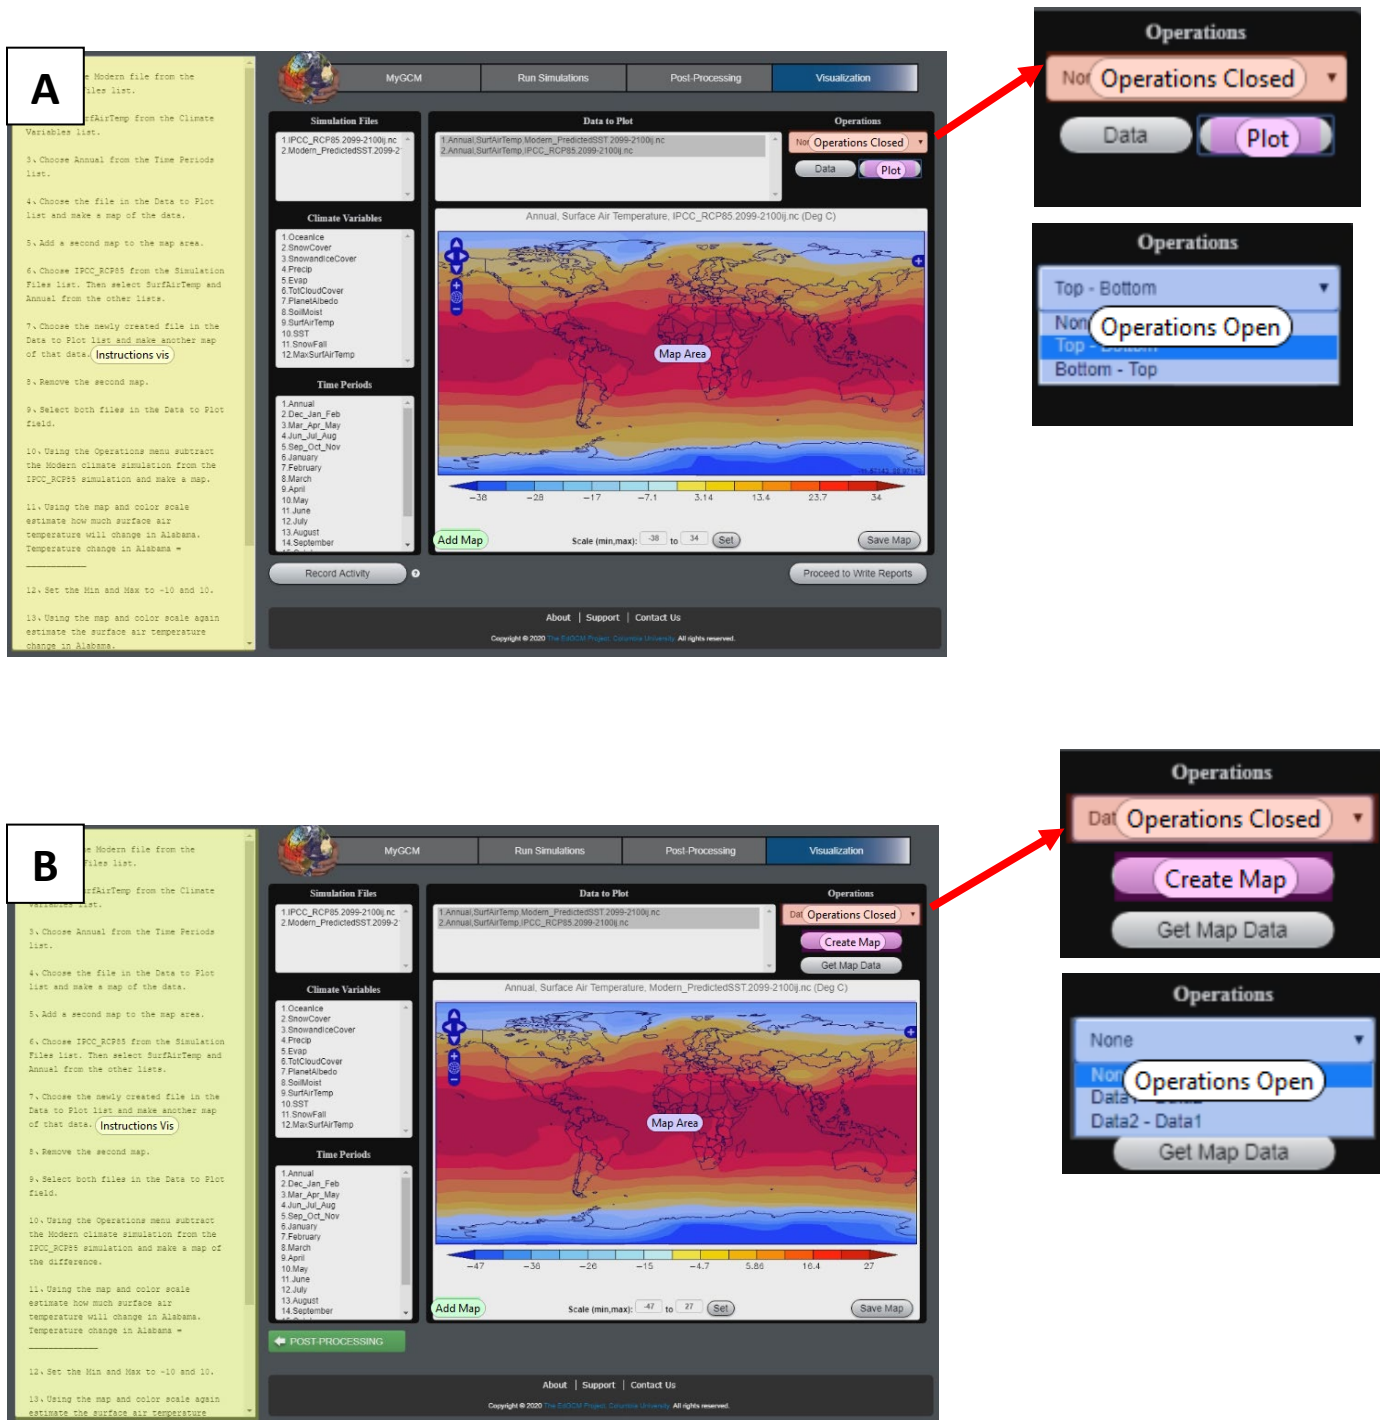 A
e Modern file from the
files list.
rfAirTemp from the Climate
Variables list.
3. Choose Annual from the Time Periods
list.
4. Choose the file in the Data to Plot
list and make a map of the data.
5. Add a second map to the map area.
6. Choose IPCC_RCP85 from the Simulation
Files list. Then select SurfAirTemp and
Annual from the other lists.
7. Choose the newly created file in the
Data to Plot list and make another map
of that data.
Instructions vis
8. Remove the second map.
9. Select both files in the Data to Plot
field.
10. Using the Operations menu subtract
the Modern climate simulation from the
IPCC_RCP85 simulation and make a map.
11. Using the map and color scale
estimate how much surface air
temperature will change in Alabama.
Temperature change in Alabama =
____________
12. Set the Min and Max to -10 and 10.
13. Using the map and color scale again
estimate the surface air temperature
change in Alabama.
MyGCM
Run Simulations
Post-Processing
Visualization
Simulation Files
1.IPCC_RCP85.2099-2100ij.nc
2.Modern_PredictedSST.2099-2
Climate Variables
1.OceanIce
2.SnowCover
3.SnowandIceCover
4.Precip
5.Evap
6.TotCloudCover
7.PlanetAlbedo
8.SoilMoist
9.SurfAirTemp
10.SST
11.SnowFall
12.MaxSurfAirTemp
Time Periods
1.Annual
2.Dec_Jan_Feb
3.Mar_Apr_May
4.Jun_Jul_Aug
5.Sep_Oct_Nov
6.January
7.February
8.March
9.April
10.May
11.June
12.July
13.August
14.September
Data to Plot
1.Annual,SurfAirTemp,Modern_PredictedSST.2099-2100ij.nc
2.Annual,SurfAirTemp,IPCC_RCP85.2099-2100ij.nc
Operations
Nor Operations Closed
Data
Plot
Annual, Surface Air Temperature, IPCC_RCP85.2099-2100ij.nc (Deg C)
Map Area
-38 -28 -17 -7.1 3.14 13.4 23.7 34
Add Map
Scale (min,max): -38 to 34 Set
Save Map
Record Activity
Proceed to Write Reports
About | Support | Contact Us
Copyright © 2020 The EdGCM Project, Columbia University. All rights reserved.
Operations
Nor Operations Closed
Data
Plot
Operations
Top - Bottom
Non
Operations Open
Top - Bottom
Bottom - Top
B
e Modern file from the
Files list.
rfAirTemp from the Climate
Variables list.
3. Choose Annual from the Time Periods
list.
4. Choose the file in the Data to Plot
list and make a map of the data.
5. Add a second map to the map area.
6. Choose IPCC_RCP85 from the Simulation
Files list. Then select SurfAirTemp and
Annual from the other lists.
7. Choose the newly created file in the
Data to Plot list and make another map
of that data.
Instructions Vis
8. Remove the second map.
9. Select both files in the Data to Plot
field.
10. Using the Operations menu subtract
the Modern climate simulation from the
IPCC_RCP85 simulation and make a map of
the difference.
11. Using the map and color scale
estimate how much surface air
temperature will change in Alabama.
Temperature change in Alabama =
______________
12. Set the Min and Max to -10 and 10.
13. Using the map and color scale again
estimate the surface air temperature
MyGCM
Run Simulations
Post-Processing
Visualization
Simulation Files
1.IPCC_RCP85.2099-2100ij.nc
2.Modern_PredictedSST.2099-2
Climate Variables
1.OceanIce
2.SnowCover
3.SnowandIceCover
4.Precip
5.Evap
6.TotCloudCover
7.PlanetAlbedo
8.SoilMoist
9.SurfAirTemp
10.SST
11.SnowFall
12.MaxSurfAirTemp
Time Periods
1.Annual
2.Dec_Jan_Feb
3.Mar_Apr_May
4.Jun_Jul_Aug
5.Sep_Oct_Nov
6.January
7.February
8.March
9.April
10.May
11.June
12.July
13.August
14.September
Data to Plot
1.Annual,SurfAirTemp,Modern_PredictedSST.2099-2100ij.nc
2.Annual,SurfAirTemp,IPCC_RCP85.2099-2100ij.nc
Operations
Dat Operations Closed
Create Map
Get Map Data
Annual, Surface Air Temperature, Modern_PredictedSST.2099-2100ij.nc (Deg C)
Map Area
-47 -36 -26 -15 -4.7 5.86 16.4 27
Add Map
Scale (min,max): -47 to 27 Set
Save Map
POST-PROCESSING
About | Support | Contact Us
Copyright © 2020 The EdGCM Project, Columbia University. All rights reserved.
Operations
Dat Operations Closed
Create Map
Get Map Data
Operations
None
Non
Operations Open
Data1 - Data2
Data2 - Data1
Get Map Data